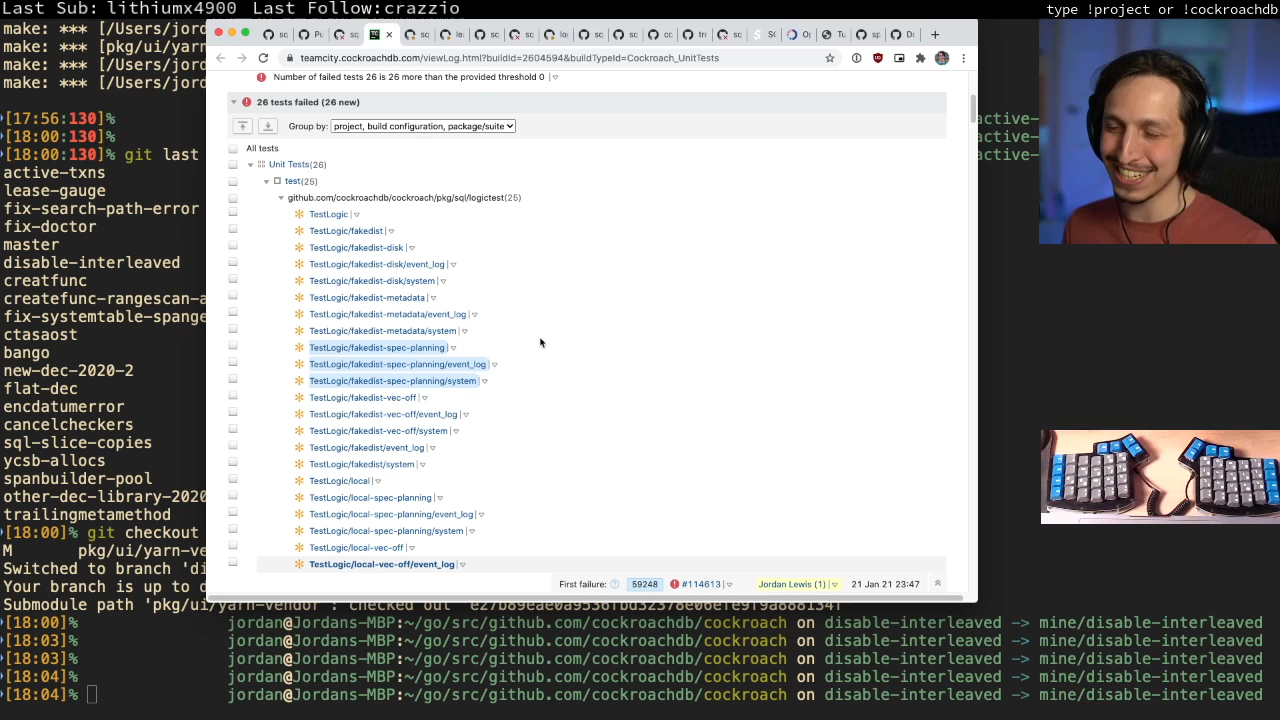 Last Sub: lithiumx4900 Last Follow:crazzio
type !project or !cockroachdb
make: *** [/Users/jord
make: *** [pkg/ui/yarn
make: *** [/Users/jord
make: *** [/Users/jord
teamcity.cockroachdb.com/viewLog.html?buildId=2604594&buildTypeId=Cockroach_UnitTests
Number of failed tests 26 is 26 more than the provided threshold 0
26 tests failed (26 new)
Group by: project, build configuration, package/suite
All tests
Unit Tests(26)
test(25)
github.com/cockroachdb/cockroach/pkg/sql/logictest(25)
TestLogic
TestLogic/fakedist
TestLogic/fakedist-disk
TestLogic/fakedist-disk/event_log
TestLogic/fakedist-disk/system
TestLogic/fakedist-metadata
TestLogic/fakedist-metadata/event_log
TestLogic/fakedist-metadata/system
TestLogic/fakedist-spec-planning
TestLogic/fakedist-spec-planning/event_log
TestLogic/fakedist-spec-planning/system
TestLogic/fakedist-vec-off
TestLogic/fakedist-vec-off/event_log
TestLogic/fakedist-vec-off/system
TestLogic/fakedist/event_log
TestLogic/fakedist/system
TestLogic/local
TestLogic/local-spec-planning
TestLogic/local-spec-planning/event_log
TestLogic/local-spec-planning/system
TestLogic/local-vec-off
TestLogic/local-vec-off/event_log
First failure: 59248 #114613 Jordan Lewis (1) 21 Jan 21 23:47
[17:56:130]% active-
[18:00:130]% active-
[18:00:130]% git last active-
active-txns
lease-gauge
fix-search-path-error
fix-doctor
master
disable-interleaved
createfunc
createfunc-rangescan-a
fix-systemtable-spange
casasost
bango
new-dec-2020-2
flat-dec
encdatumerror
cancelcheckers
sql-slice-copies
ycsb-allocs
spanbuilder-pool
other-dec-library-2020
trailingmetamethod
[18:00]% git checkout
M pkg/ui/yarn-ve
Switched to branch 'di
Your branch is up to d
Submodule path 'pkg/ui/yarn-vendor': checked out
[18:00]% jordan@Jordans-MBP:~/go/src/github.com/cockroachdb/cockroach on disable-interleaved -> mine/disable-interleaved
[18:03]% jordan@Jordans-MBP:~/go/src/github.com/cockroachdb/cockroach on disable-interleaved -> mine/disable-interleaved
[18:03]% jordan@Jordans-MBP:~/go/src/github.com/cockroachdb/cockroach on disable-interleaved -> mine/disable-interleaved
[18:04]% jordan@Jordans-MBP:~/go/src/github.com/cockroachdb/cockroach on disable-interleaved -> mine/disable-interleaved
[18:04]% jordan@Jordans-MBP:~/go/src/github.com/cockroachdb/cockroach on disable-interleaved -> mine/disable-interleaved